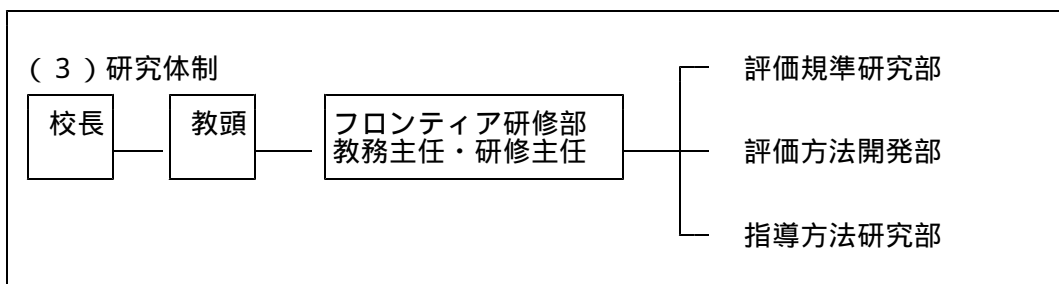 (3)研究体制
校長
教頭
フロンティア研修部
教務主任・研修主任
評価規準研究部
評価方法開発部
指導方法研究部